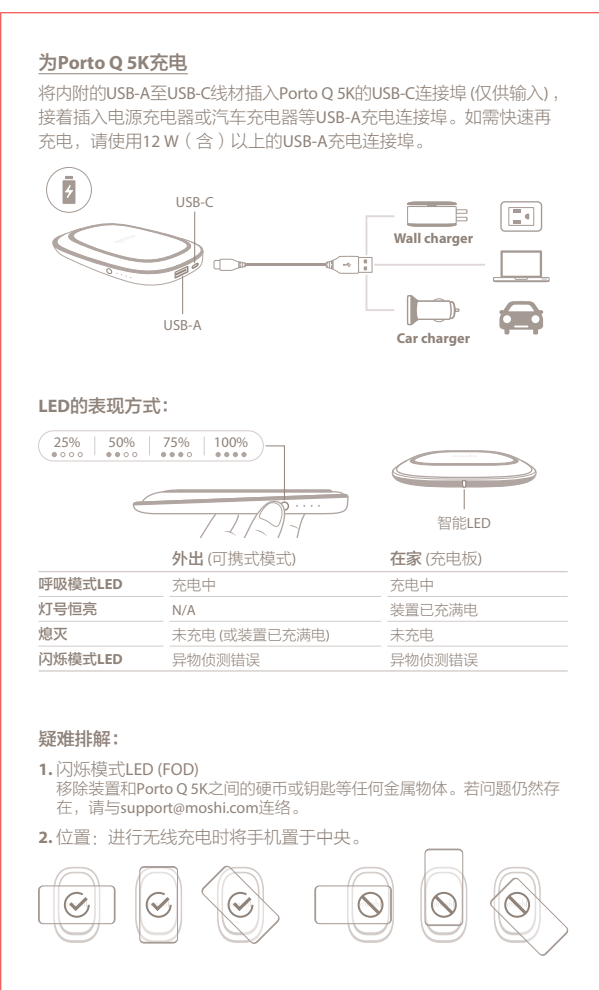 为Porto Q 5K充电
将内附的USB-A至USB-C线材插入Porto Q 5K的USB-C连接埠 (仅供输入)，
接着插入电源充电器或汽车充电器等USB-A充电连接埠。如需快速再
充电，请使用12 W（含）以上的USB-A充电连接埠。
USB-C
Wall charger
USB-A
Car charger
LED的表现方式：
25% 50% 75% 100%
智能LED
外出 (可携式模式) 在家 (充电板)
呼吸模式LED 充电中 充电中
灯号恒亮 N/A 装置已充满电
熄灭 未充电 (或装置已充满电) 未充电
闪烁模式LED 异物侦测错误 异物侦测错误
疑难排解：
1. 闪烁模式LED (FOD)
移除装置和Porto Q 5K之间的硬币或钥匙等任何金属物体。若问题仍然存
在，请与support@moshi.com连络。
2. 位置：进行无线充电时将手机置于中央。